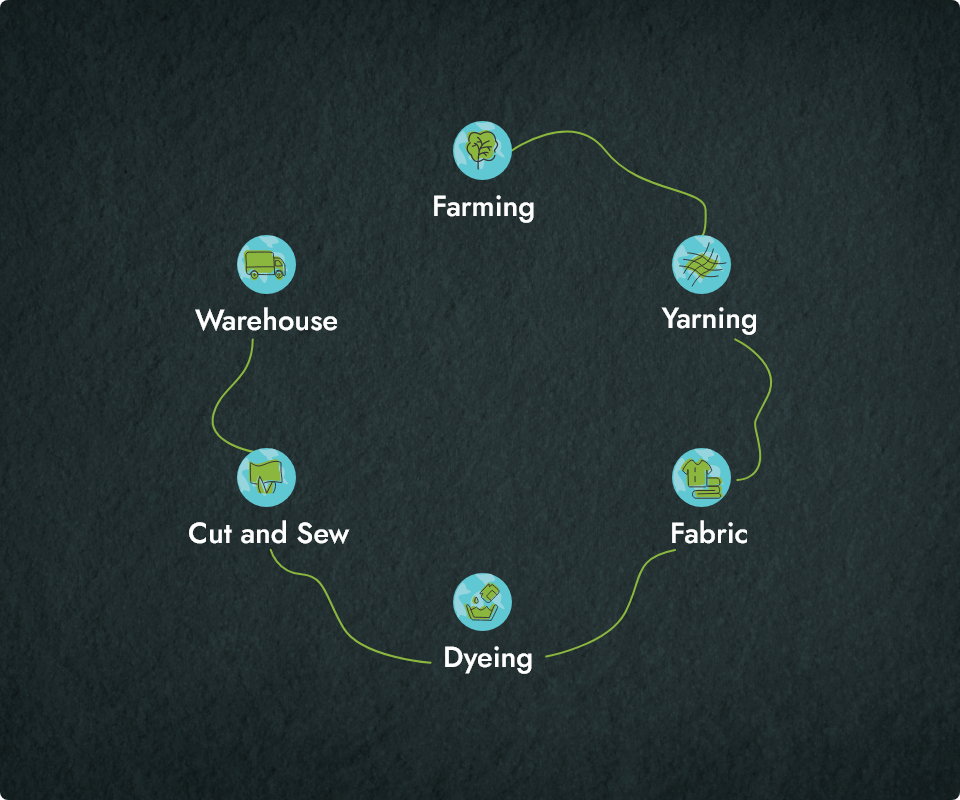 Farming
Yarning
Fabric
Dyeing
Cut and Sew
Warehouse